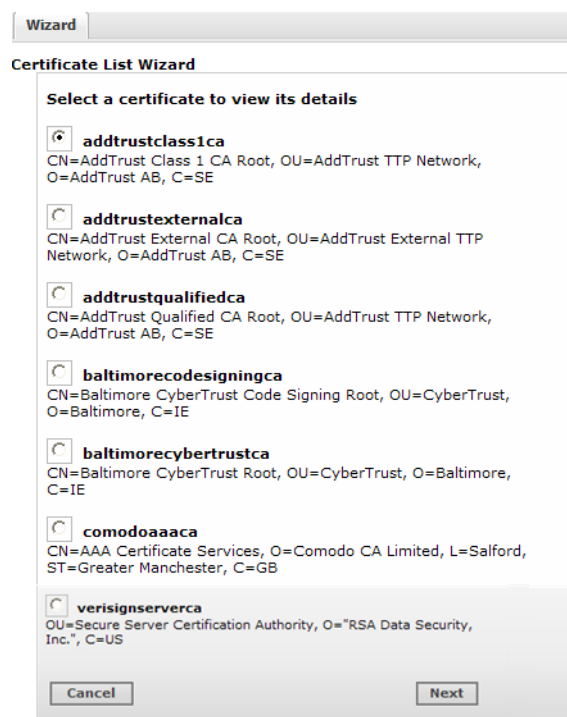 Wizard
Certificate List Wizard
Select a certificate to view its details
addtrustclass1ca
CN=AddTrust Class 1 CA Root, OU=AddTrust TTP Network,
O=AddTrust AB, C=SE
addtrustexternalca
CN=AddTrust External CA Root, OU=AddTrust External TTP
Network, O=AddTrust AB, C=SE
addtrustqualifiedca
CN=AddTrust Qualified CA Root, OU=AddTrust TTP Network,
O=AddTrust AB, C=SE
baltimorecodesigningca
CN=Baltimore CyberTrust Code Signing Root, OU=CyberTrust,
O=Baltimore, C=IE
baltimorecybertrustca
CN=Baltimore CyberTrust Root, OU=CyberTrust, O=Baltimore,
C=IE
comodoaaaca
CN=AAA Certificate Services, O=Comodo CA Limited, L=Salford,
ST=Greater Manchester, C=GB
verisignserverca
OU=Secure Server Certification Authority, O="RSA Data Security,
Inc.", C=US
Cancel Next